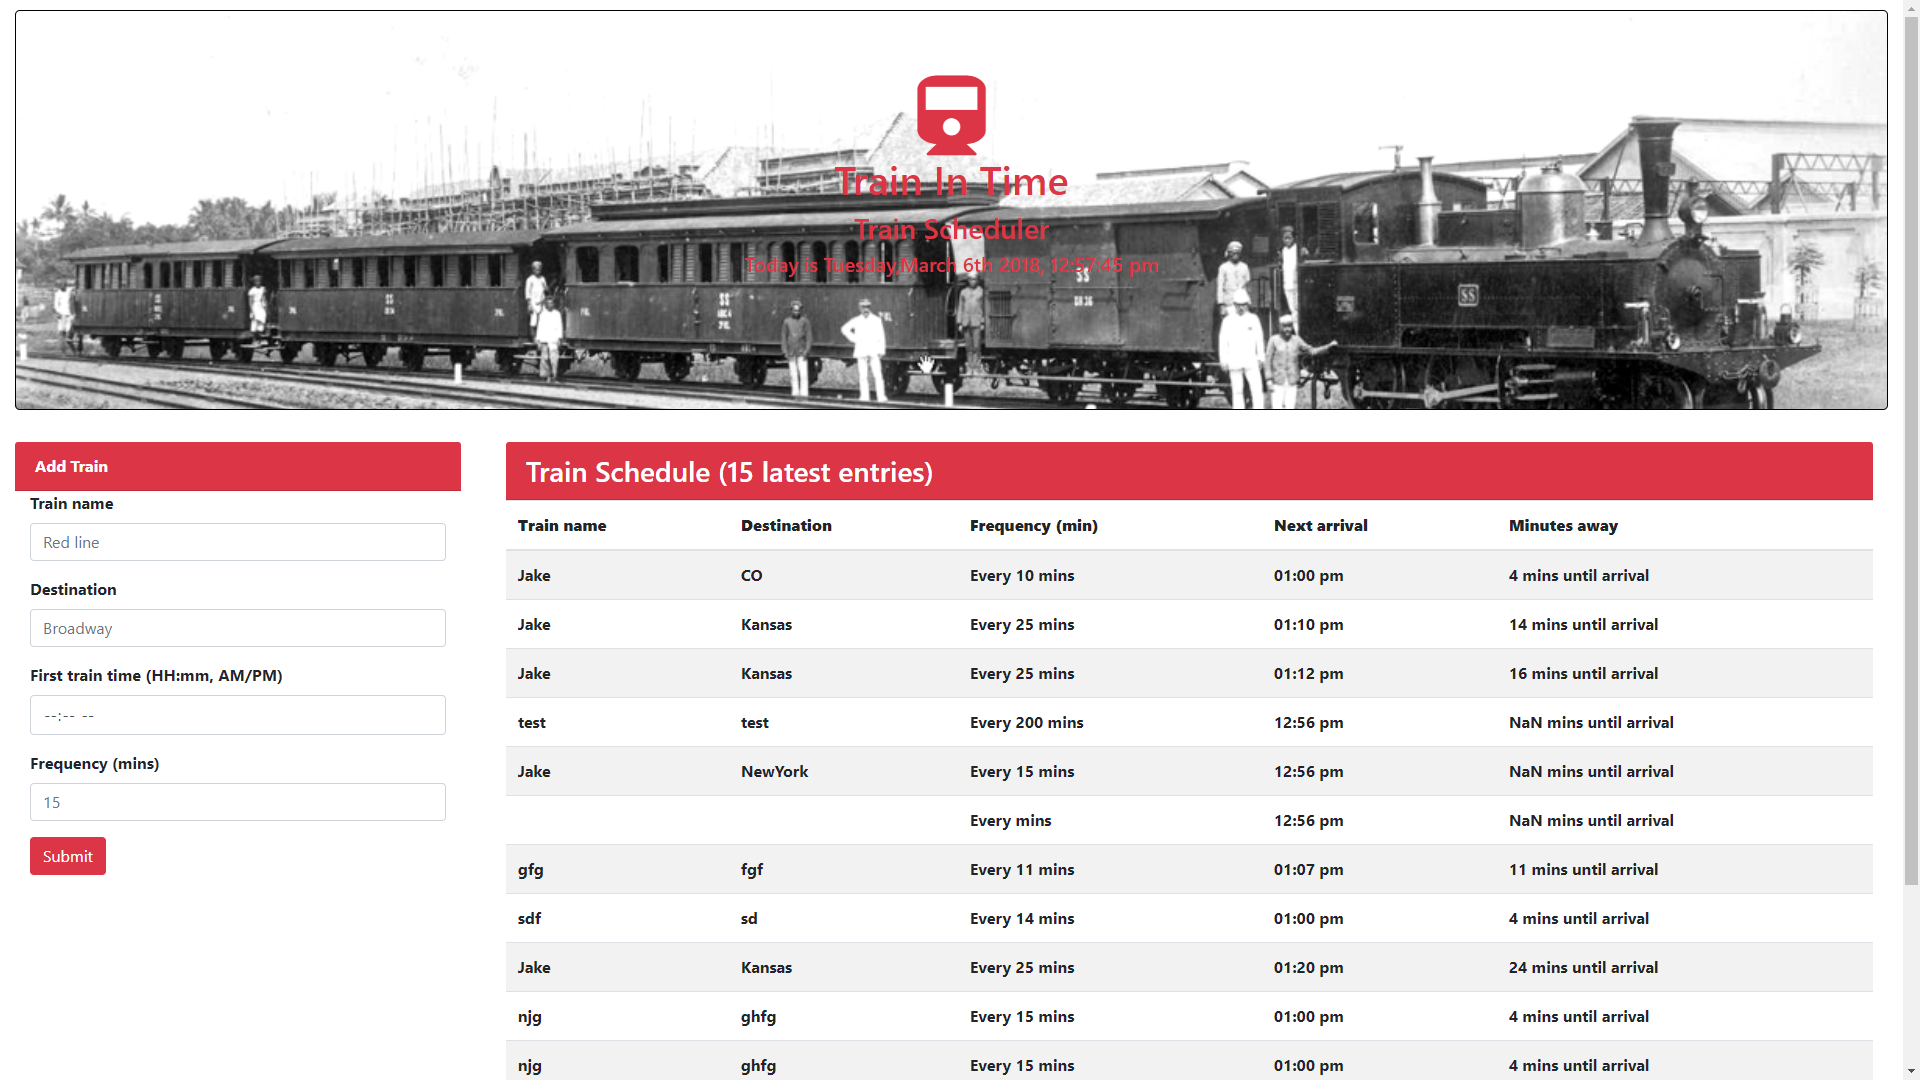 Train In Time
Train Scheduler
Today is Tuesday,March 6th 2018, 12:57:45 pm
SS
SS
SS
SS
Add Train
Train name
Red line
Destination
Broadway
First train time (HH:mm, AM/PM)
--:-- --
Frequency (mins)
15
Submit
Train Schedule (15 latest entries)
Train name Destination Frequency (min) Next arrival Minutes away
Jake CO Every 10 mins 01:00 pm 4 mins until arrival
Jake Kansas Every 25 mins 01:10 pm 14 mins until arrival
Jake Kansas Every 25 mins 01:12 pm 16 mins until arrival
test test Every 200 mins 12:56 pm NaN mins until arrival
Jake NewYork Every 15 mins 12:56 pm NaN mins until arrival
Every mins 12:56 pm NaN mins until arrival
gfg fgf Every 11 mins 01:07 pm 11 mins until arrival
sdf sd Every 14 mins 01:00 pm 4 mins until arrival
Jake Kansas Every 25 mins 01:20 pm 24 mins until arrival
njg ghfg Every 15 mins 01:00 pm 4 mins until arrival
njg ghfg Every 15 mins 01:00 pm 4 mins until arrival